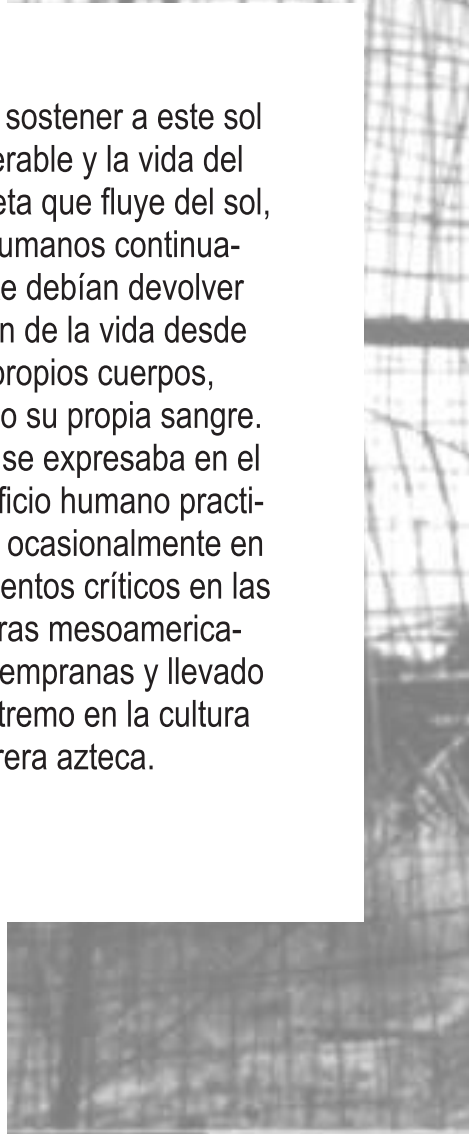 sostener a este sol
erable y la vida del
eta que fluye del sol,
umanos continua-
e debían devolver
n de la vida desde
propios cuerpos,
o su propia sangre.
se expresaba en el
ficio humano practi-
ocasionalmente en
entos críticos en las
ras mesoamerica-
empranas y llevado
tremo en la cultura
rera azteca.